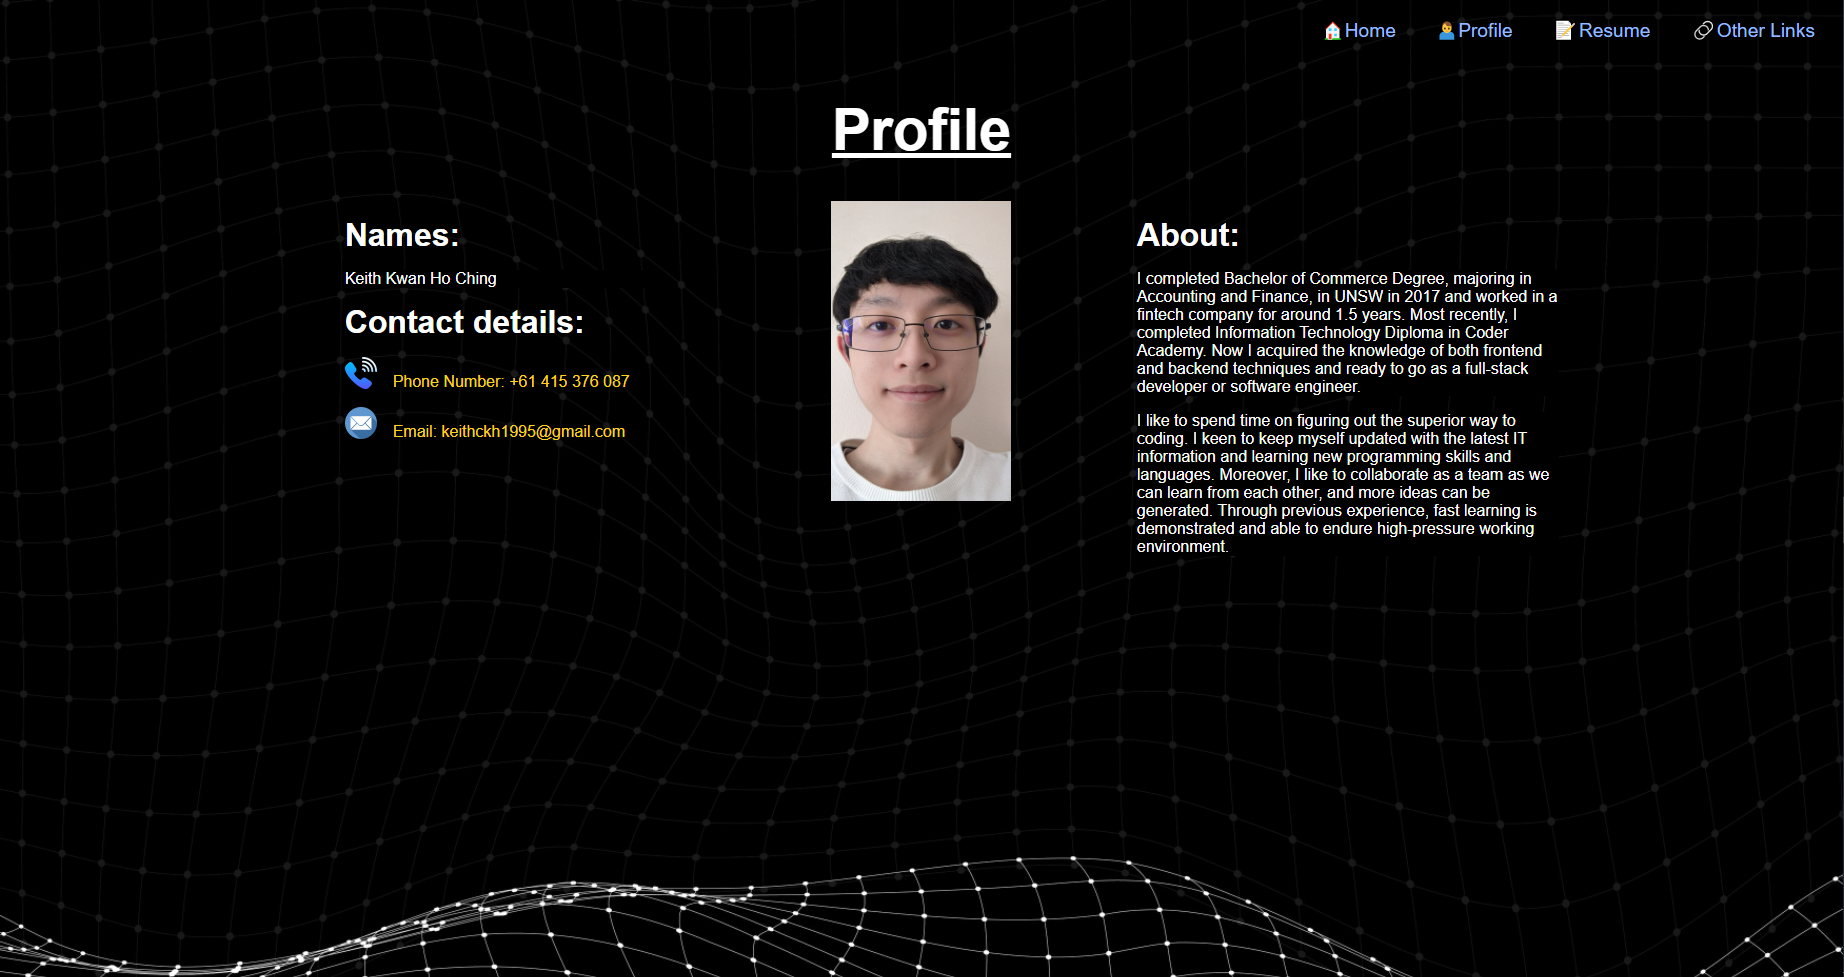 Home Profile Resume Other Links
Profile
Names:
Keith Kwan Ho Ching
Contact details:
Phone Number: +61 415 376 087
Email: keithckh1995@gmail.com
About:
I completed Bachelor of Commerce Degree, majoring in
Accounting and Finance, in UNSW in 2017 and worked in a
fintech company for around 1.5 years. Most recently, I
completed Information Technology Diploma in Coder
Academy. Now I acquired the knowledge of both frontend
and backend techniques and ready to go as a full-stack
developer or software engineer.
I like to spend time on figuring out the superior way to
coding. I keen to keep myself updated with the latest IT
information and learning new programming skills and
languages. Moreover, I like to collaborate as a team as we
can learn from each other, and more ideas can be
generated. Through previous experience, fast learning is
demonstrated and able to endure high-pressure working
environment.